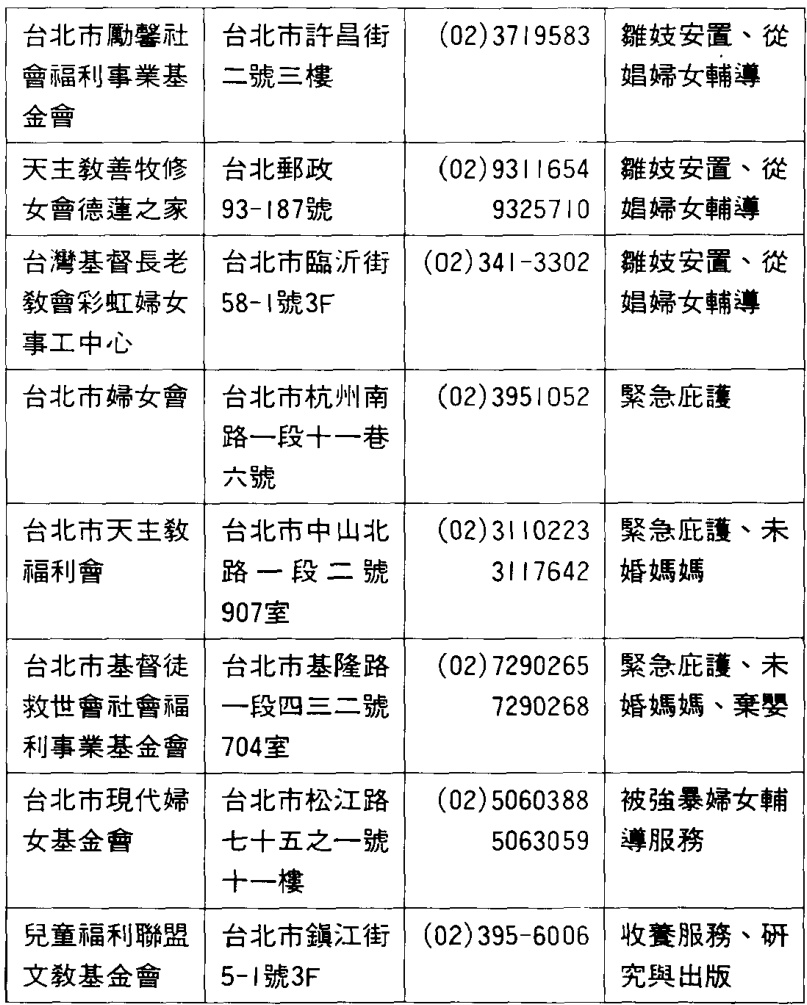 台北市勵馨社 台北市許昌街 (02)3719583 雛妓安置、從
會福利事業基 二號三樓 娼婦女輔導
金會
天主教善牧修 台北郵政 (02)9311654 雛妓安置、從
女會德蓮之家 93-187號 9325710 娼婦女輔導
台灣基督長老 台北市臨沂街 (02)341-3302 雛妓安置、從
教會彩虹婦女 58-1號3F 娼婦女輔導
事工中心
台北市婦女會 台北市杭州南 (02)3951052 緊急庇護
路一段十一巷
六號
台北市天主教 台北市中山北 (02)3110223 緊急庇護、未
福利會 路一段二號 3117642 婚媽媽
907室
台北市基督徒 台北市基隆路 (02)7290265 緊急庇護、未
救世會社會福 一段四三二號 7290268 婚媽媽、棄嬰
利事業基金會 704室
台北市現代婦 台北市松江路 (02)5060388 被強暴婦女輔
女基金會 七十五之一號 5063059 導服務
十一樓
兒童福利聯盟 台北市鎮江街 (02)395-6006 收養服務、研
文教基金會 5-1號3F 究與出版